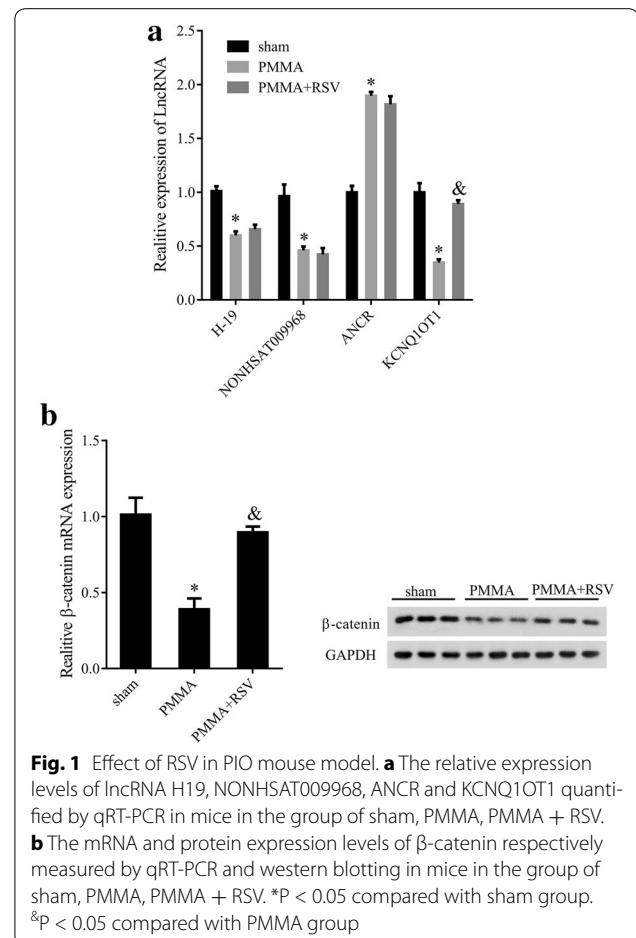 a
Realitive expression of LncRNA
2.5
2.0
1.5
1.0
0.5
0.0
sham
PMMA
PMMA+RSV
*
*
*
*
&
H-19
NONHSAT009968
ANCR
KCNQ1OT1
b
Realitive β-catenin mRNA expression
1.5
1.0
0.5
0.0
*
&
sham
PMMA
PMMA+RSV
sham PMMA PMMA+RSV
β-catenin
GAPDH
Fig. 1 Effect of RSV in PIO mouse model. a The relative expression
levels of lncRNA H19, NONHSAT009968, ANCR and KCNQ1OT1 quanti-
fied by qRT-PCR in mice in the group of sham, PMMA, PMMA + RSV.
b The mRNA and protein expression levels of β-catenin respectively
measured by qRT-PCR and western blotting in mice in the group of
sham, PMMA, PMMA + RSV. *P < 0.05 compared with sham group.
&P < 0.05 compared with PMMA group